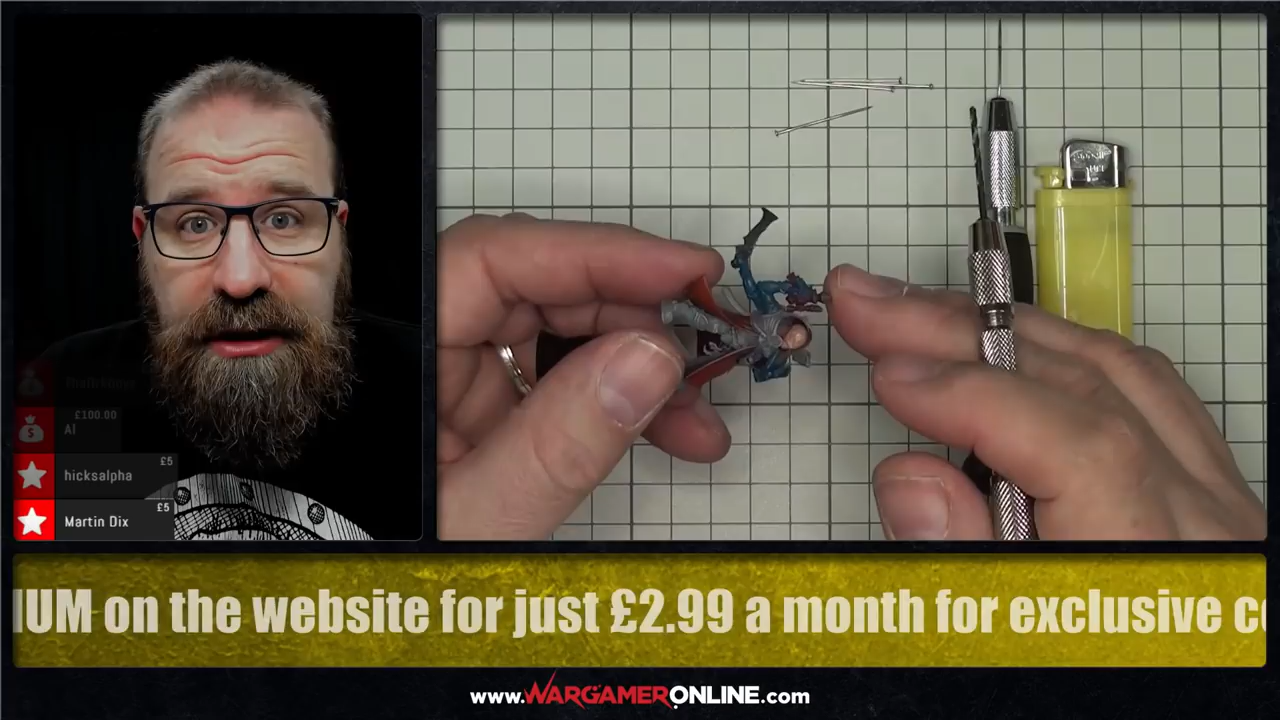 £100.00
Al
hicksalpha £5
Martin Dix £5
IUM on the website for just £2.99 a month for exclusive c
www.WARGAMERONLINE.com